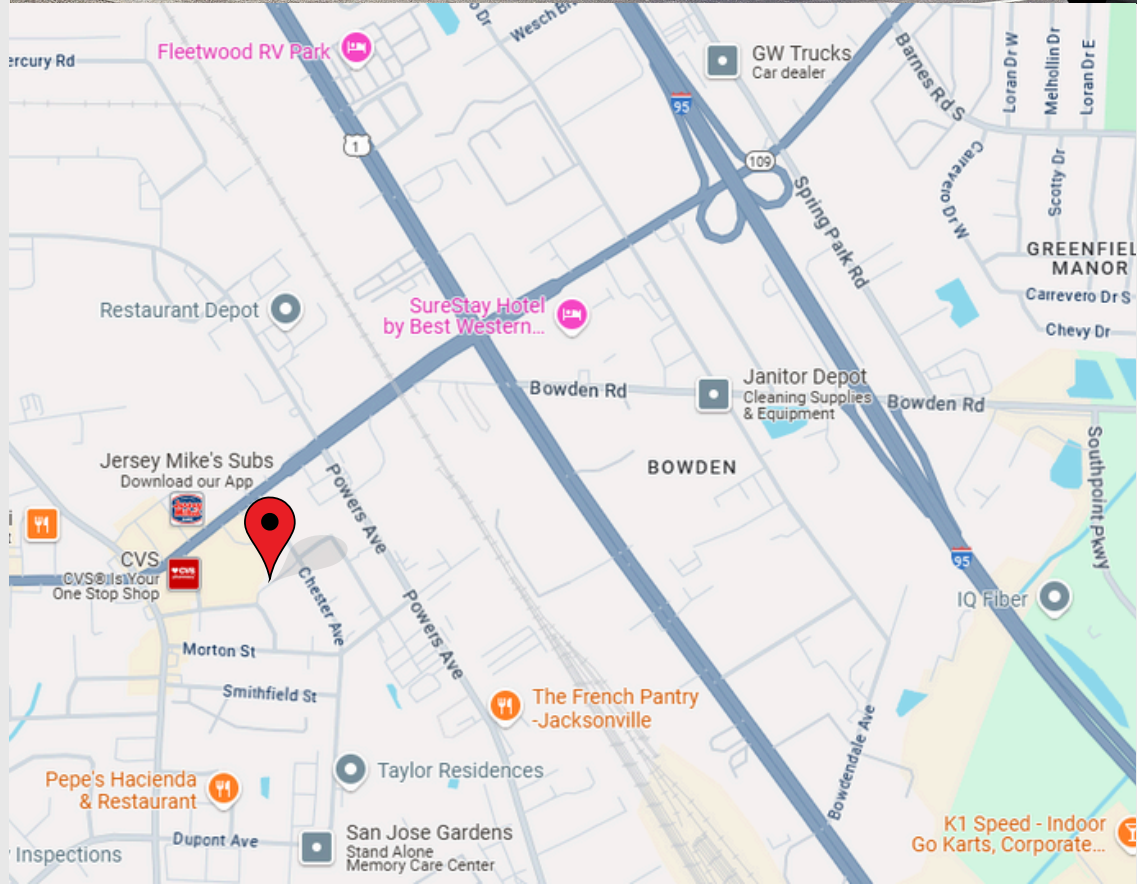 Wesch Blv
Fleetwood RV Park
GW Trucks
Car dealer
ercury Rd
95
1
109
Barnes Rd S
Loran Dr W
Melhollin Dr
Loran Dr E
Scotty Dr
Carrevero Dr W
Spring Park Rd
GREENFIEL
MANOR
Carrevero Dr S
Chevy Dr
Restaurant Depot
SureStay Hotel
by Best Western...
Bowden Rd
Janitor Depot
Cleaning Supplies
& Equipment
Bowden Rd
Southpoint Pkwy
BOWDEN
Jersey Mike's Subs
Download our App
Powers Ave
CVS
CVS® Is Your
One Stop Shop
CVS
pharmacy
Chester Ave
95
IQ Fiber
Powers Ave
Morton St
Smithfield St
The French Pantry
-Jacksonville
Bowdendale Ave
Pepe's Hacienda
& Restaurant
Taylor Residences
Dupont Ave
San Jose Gardens
Stand Alone
Memory Care Center
Inspections
K1 Speed - Indoor
Go Karts, Corporate...